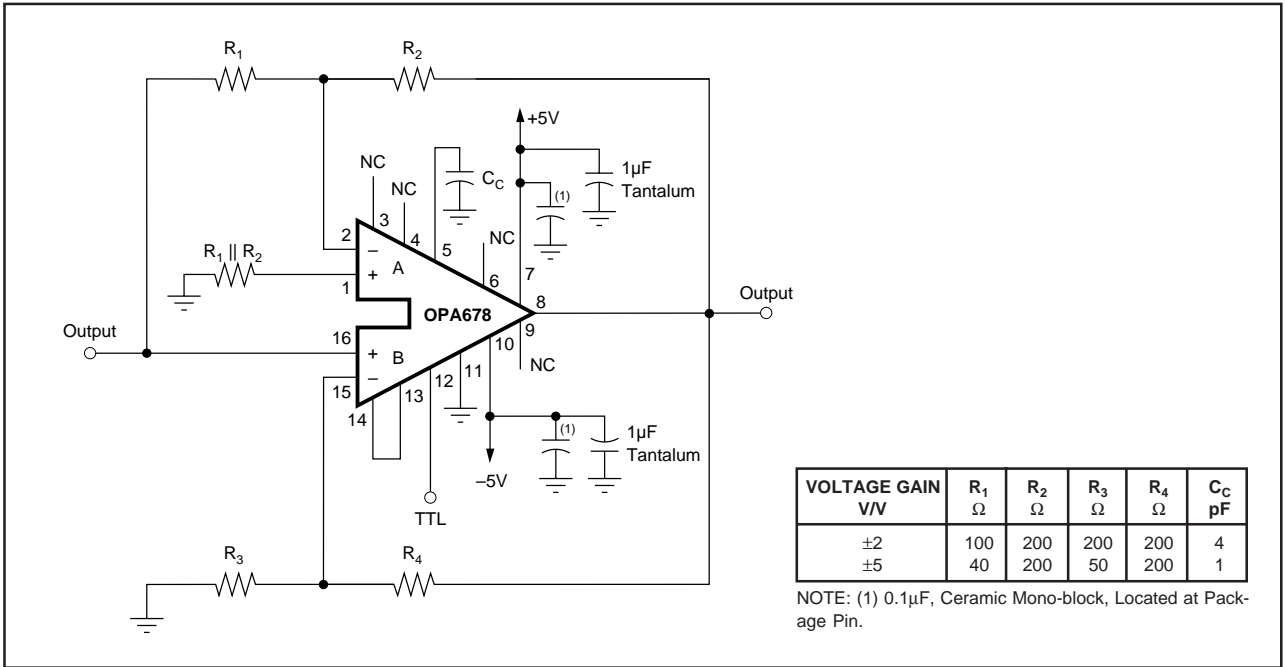 R1
R2
+5V
NC
CC
1µF
Tantalum
(1)
NC
3
4
5
NC
2
–
A
6
7
R1 || R2
+
1
8
Output
OPA678
9
Output
16
+
B
10
NC
11
–
15
12
13
14
(1)
1µF
Tantalum
–5V
TTL
R3
R4
VOLTAGE GAIN R1 R2 R3 R4 CC
V/V Ω Ω Ω Ω pF
±2 100 200 200 200 4
±5 40 200 50 200 1
NOTE: (1) 0.1µF, Ceramic Mono-block, Located at Pack-
age Pin.